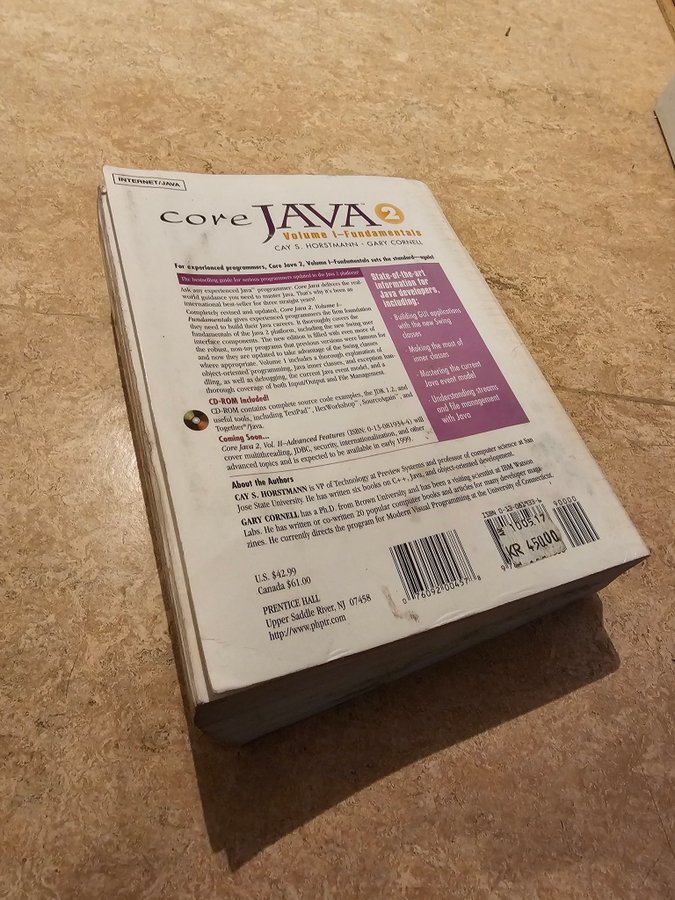 INTERNET/JAVA
Core JAVA 2
Volume I–Fundamentals
CAY S. HORSTMANN · GARY CORNELL
For experienced programmers, Core Java 2, Volume I–Fundamentals sets the standard—again!
The bestselling guide for serious programmers updated to the Java 2 platform!
Ask any experienced Java™ programmer: Core Java delivers the real-
world guidance you need to master Java. That's why it's been an
international best-seller for three straight years!
Completely revised and updated, Core Java 2, Volume I–
Fundamentals gives experienced programmers the firm foundation
they need to build their Java careers. It thoroughly covers the
fundamentals of the Java 2 platform, including the new Swing user
interface components. The new edition is filled with even more of
the robust, non-toy programs that previous versions were famous for
and now they are updated to take advantage of the Swing classes
where appropriate. Volume I includes a thorough explanation of
object-oriented programming, Java inner classes, and exception han-
dling, as well as debugging, the current Java event model, and a
thorough coverage of both Input/Output and File Management.
CD-ROM Included!
CD-ROM contains complete source code examples, the JDK 1.2, and
useful tools, including TextPad™, HexWorkshop™, SourceAgain™, and
Together®/Java.
Coming Soon...
Core Java 2, Vol. II–Advanced Features (ISBN: 0-13-081934-4) will
cover multithreading, JDBC, security, internationalization, and other
advanced topics and is expected to be available in early 1999.
State-of-the-art
information for
Java developers,
including:
· Building GUI applications
with the new Swing
classes
· Making the most of
inner classes
· Mastering the current
Java event model
· Understanding streams
and file management
with Java
About the Authors
CAY S. HORSTMANN is VP of Technology at Preview Systems and professor of computer science at San
Jose State University. He has written six books on C++, Java, and object-oriented development.
GARY CORNELL has a Ph.D. from Brown University and has been a visiting scientist at IBM Watson
Labs. He has written or co-written 20 popular computer books and articles for many developer maga-
zines. He currently directs the program for Modern Visual Programming at the University of Connecticut.
U.S. $42.99
Canada $61.00
PRENTICE HALL
Upper Saddle River, NJ 07458
http://www.phptr.com
0 76092 00457 8
ISBN 0-13-081933-6
90000
100517
KR 45000
9